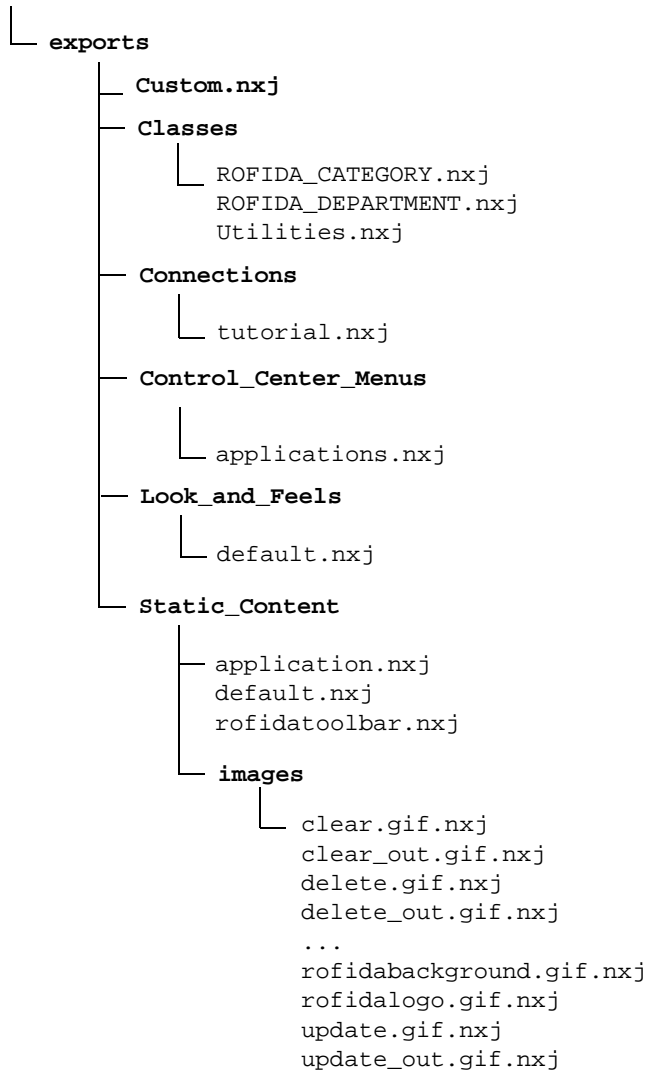 exports
Custom.nxj
Classes
ROFIDA_CATEGORY.nxj
ROFIDA_DEPARTMENT.nxj
Utilities.nxj
Connections
tutorial.nxj
Control_Center_Menus
applications.nxj
Look_and_Feels
default.nxj
Static_Content
application.nxj
default.nxj
rofidatoolbar.nxj
images
clear.gif.nxj
clear_out.gif.nxj
delete.gif.nxj
delete_out.gif.nxj
...
rofidabackground.gif.nxj
rofidalogo.gif.nxj
update.gif.nxj
update_out.gif.nxj